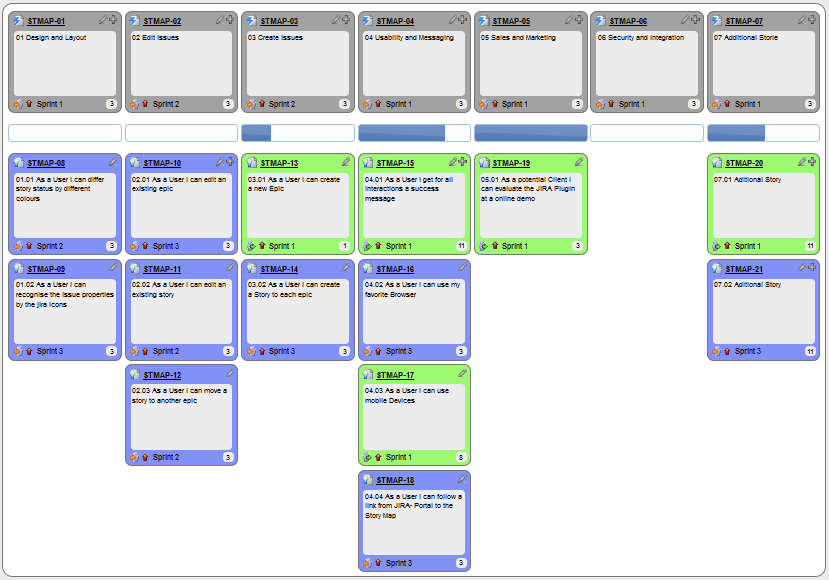 STMAP-01
01 Design and Layout
Sprint 1
3
STMAP-02
02 Edit Issues
Sprint 2
3
STMAP-03
03 Create Issues
Sprint 2
3
STMAP-04
04 Usability and Messaging
Sprint 1
3
STMAP-05
05 Sales and Marketing
Sprint 1
3
STMAP-06
06 Security and Integration
Sprint 1
3
STMAP-07
07 Additional Storie
Sprint 1
3
STMAP-08
01.01 As a User I can differ
story status by different
colours
Sprint 2
3
STMAP-10
02.01 As a User I can edit an
existing epic
Sprint 3
3
STMAP-13
03.01 As a User I can create
a new Epic
Sprint 1
1
STMAP-15
04.01 As a User I get for all
interactions a success
message
Sprint 1
11
STMAP-19
05.01 As a potential Client I
can evaluate the JIRA Plugin
at a online demo
Sprint 1
3
STMAP-20
07.01 Aditional Story
Sprint 1
11
STMAP-09
01.02 As a User I can
recognise the issue properties
by the Jira Icons
Sprint 3
3
STMAP-11
02.02 As a User I can edit an
existing story
Sprint 2
3
STMAP-14
03.02 As a User I can create
a Story to each epic
Sprint 3
3
STMAP-16
04.02 As a User I can use my
favorite Browser
Sprint 3
3
STMAP-21
07.02 Aditional Story
Sprint 3
11
STMAP-12
02.03 As a User I can move a
story to another epic
Sprint 2
3
STMAP-17
04.03 As a User I can use
mobile Devices
Sprint 1
8
STMAP-18
04.04 As a User I can follow a
link from JIRA- Portal to the
Story Map
Sprint 3
3